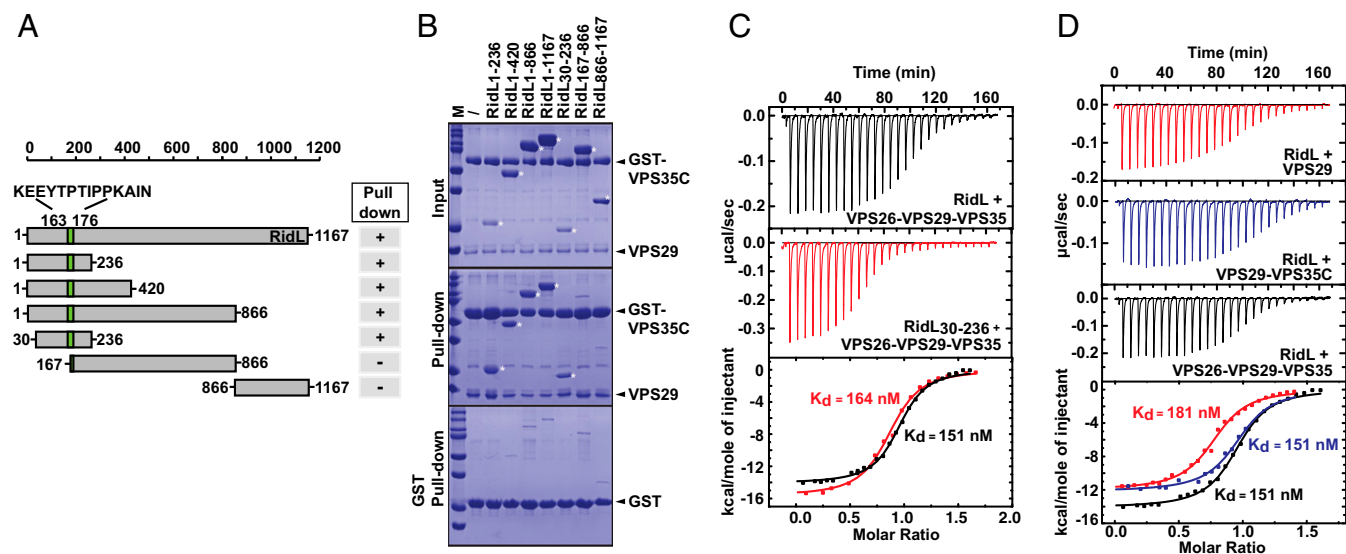 A
0 200 400 600 800 1000 1200
KEEYTPTIPPKAIN
163 176
Pull down
1 RidL 1167 +
1 236 +
1 420 +
1 866 +
30 236 +
167 866 -
866 1167 -
B
M
/
RidL1-236
RidL1-420
RidL1-866
RidL1-1167
RidL30-236
RidL167-866
RidL866-1167
Input
GST-VPS35C
VPS29
Pull-down
GST-VPS35C
VPS29
GST Pull-down
GST
C
Time (min)
0 40 80 120 160
µcal/sec
0.0
-0.1
-0.2
RidL +
VPS26-VPS29-VPS35
0.0
-0.1
-0.2
-0.3
RidL30-236 +
VPS26-VPS29-VPS35
kcal/mole of injectant
0
-4
-8
-12
-16
Kd = 164 nM
Kd = 151 nM
0.0 0.5 1.0 1.5 2.0
Molar Ratio
D
Time (min)
0 40 80 120 160
µcal/sec
0.0
-0.1
-0.2
RidL +
VPS29
0.0
-0.1
-0.2
RidL +
VPS29-VPS35C
0.0
-0.1
-0.2
RidL +
VPS26-VPS29-VPS35
kcal/mole of injectant
0
-4
-8
-12
-16
Kd = 181 nM
Kd = 151 nM
Kd = 151 nM
0.0 0.5 1.0 1.5
Molar Ratio